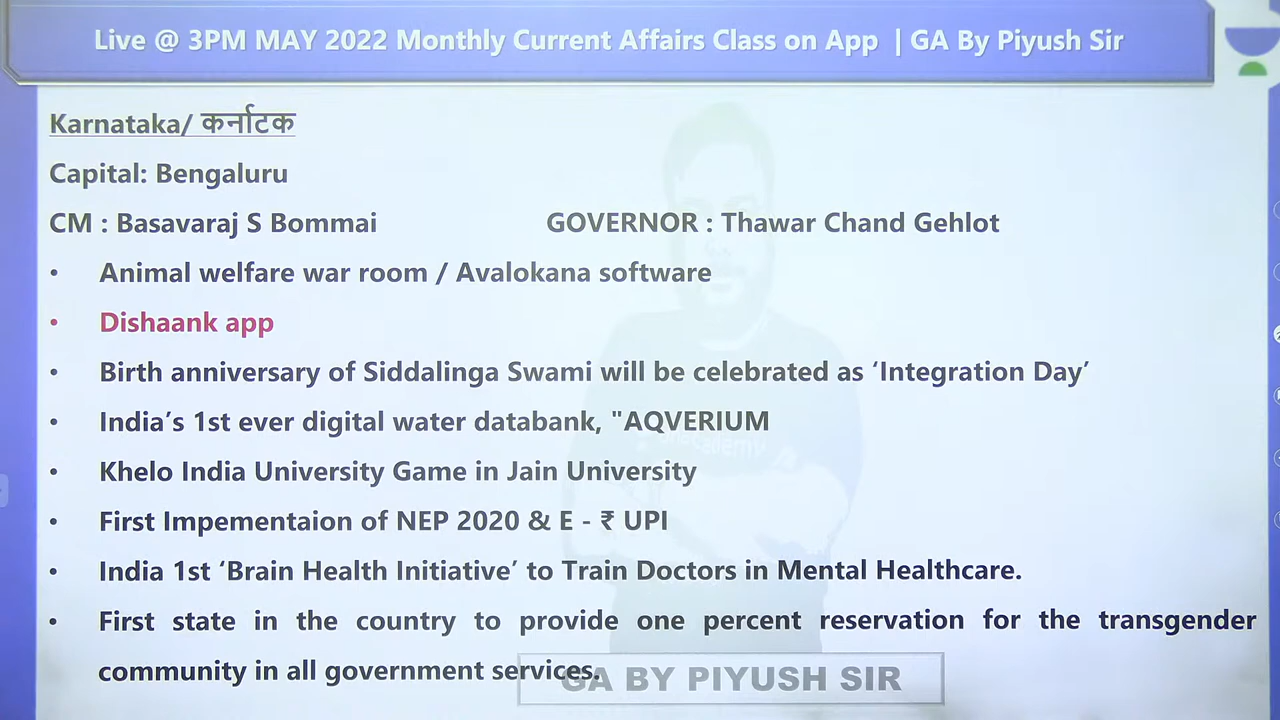 Live @ 3PM MAY 2022 Monthly Current Affairs Class on App | GA By Piyush Sir
Karnataka/ कर्नाटक
Capital: Bengaluru
CM : Basavaraj S Bommai GOVERNOR : Thawar Chand Gehlot
• Animal welfare war room / Avalokana software
• Dishaank app
• Birth anniversary of Siddalinga Swami will be celebrated as ‘Integration Day’
• India’s 1st ever digital water databank, "AQVERIUM
• Khelo India University Game in Jain University
• First Impementaion of NEP 2020 & E - ₹ UPI
• India 1st ‘Brain Health Initiative’ to Train Doctors in Mental Healthcare.
• First state in the country to provide one percent reservation for the transgender
community in all government services.
GA BY PIYUSH SIR